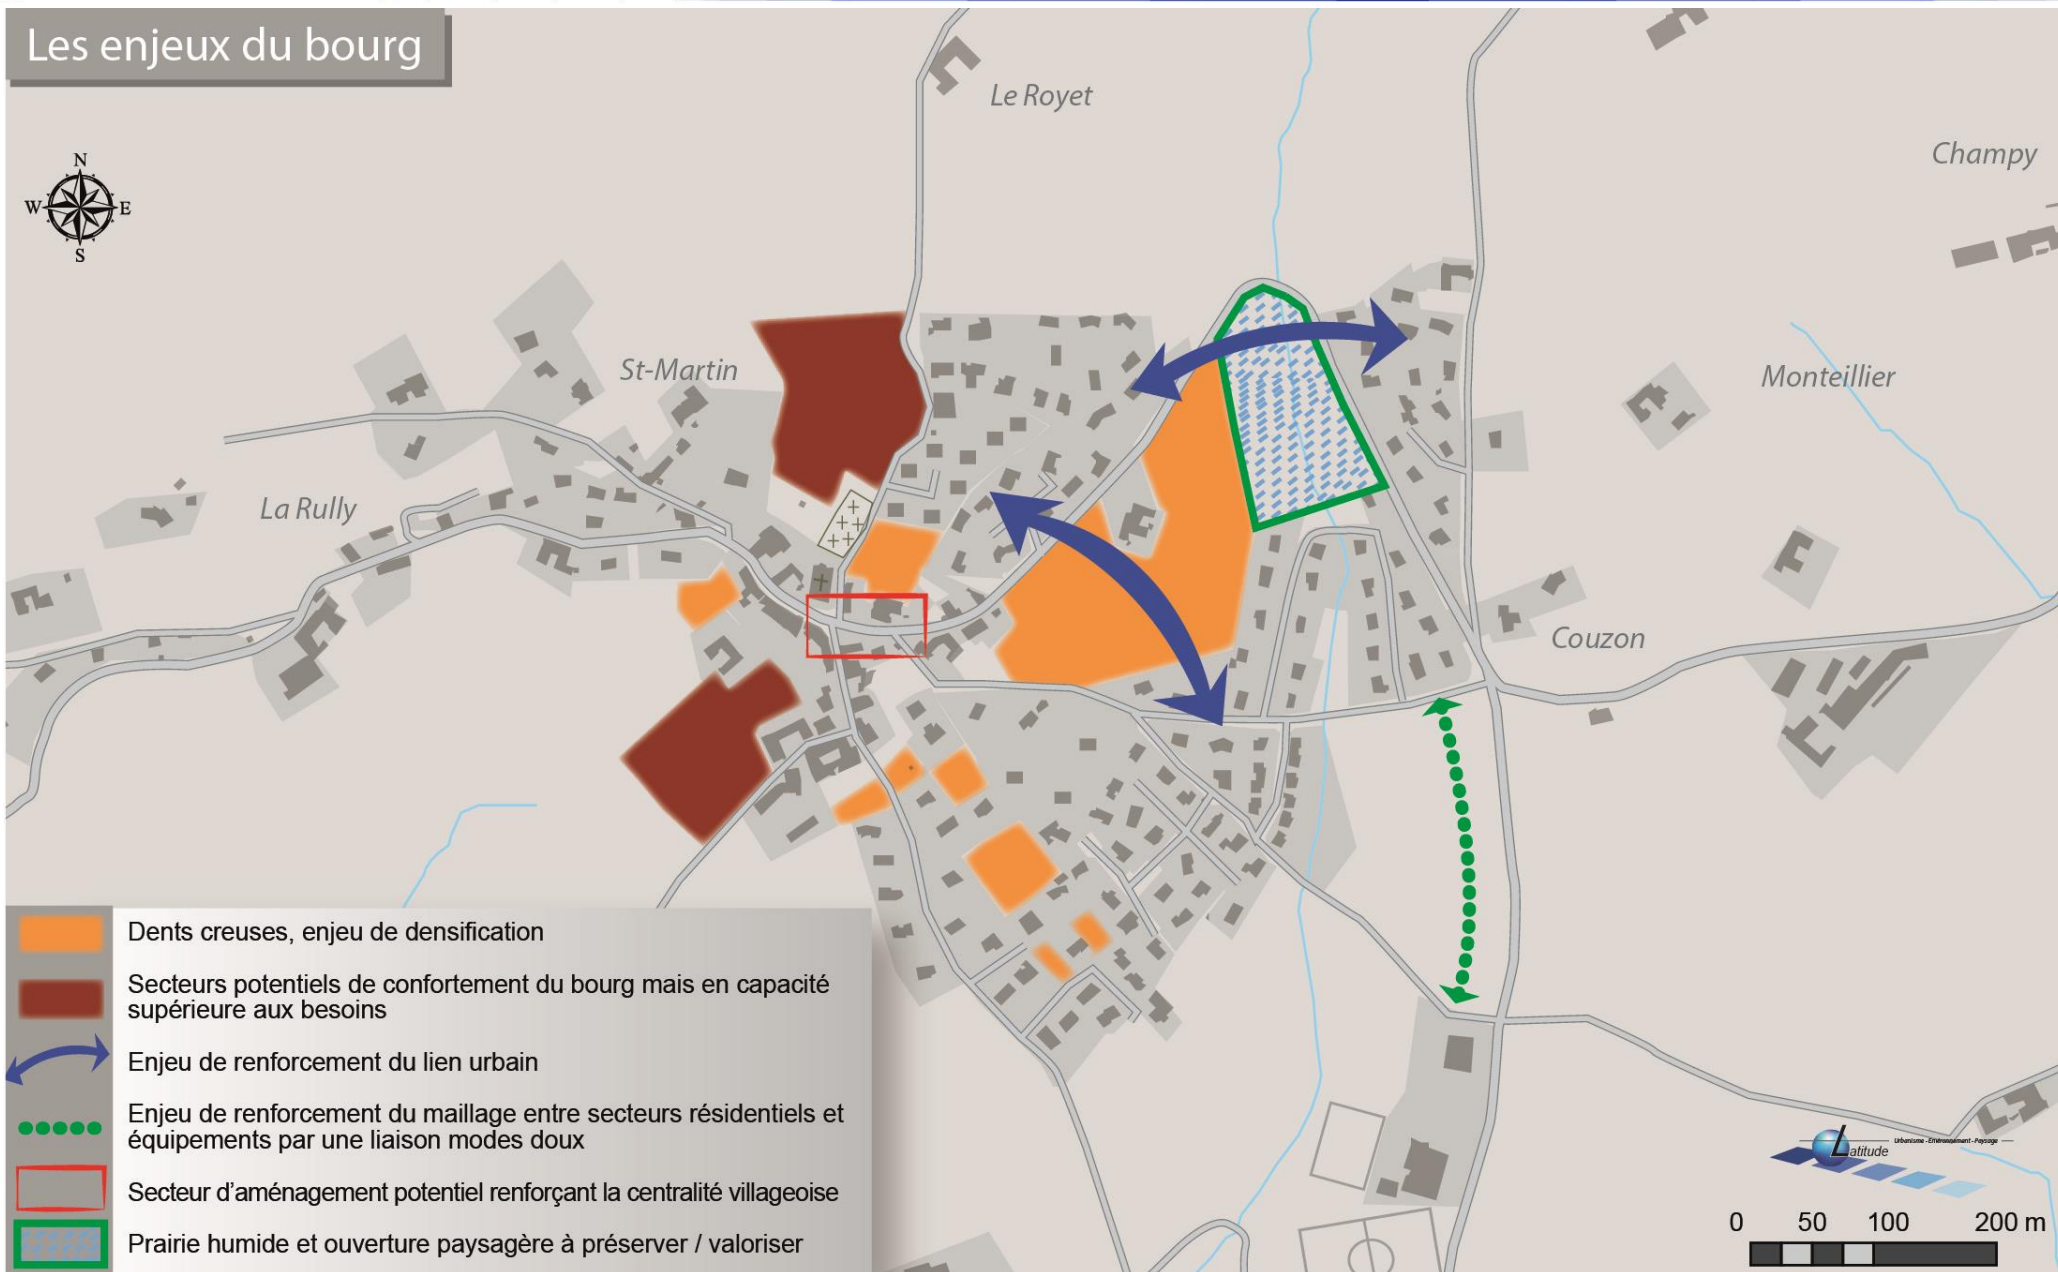 Les enjeux du bourg
Le Royet
Champy
N
W
E
S
St-Martin
Monteillier
La Rully
Couzon
Dents creuses, enjeu de densification
Secteurs potentiels de confortement du bourg mais en capacité
supérieure aux besoins
Enjeu de renforcement du lien urbain
Enjeu de renforcement du maillage entre secteurs résidentiels et
équipements par une liaison modes doux
Secteur d'aménagement potentiel renforçant la centralité villageoise
Prairie humide et ouverture paysagère à préserver / valoriser
Latitude
Urbanisme - Environnement - Paysage
0 50 100 200 m